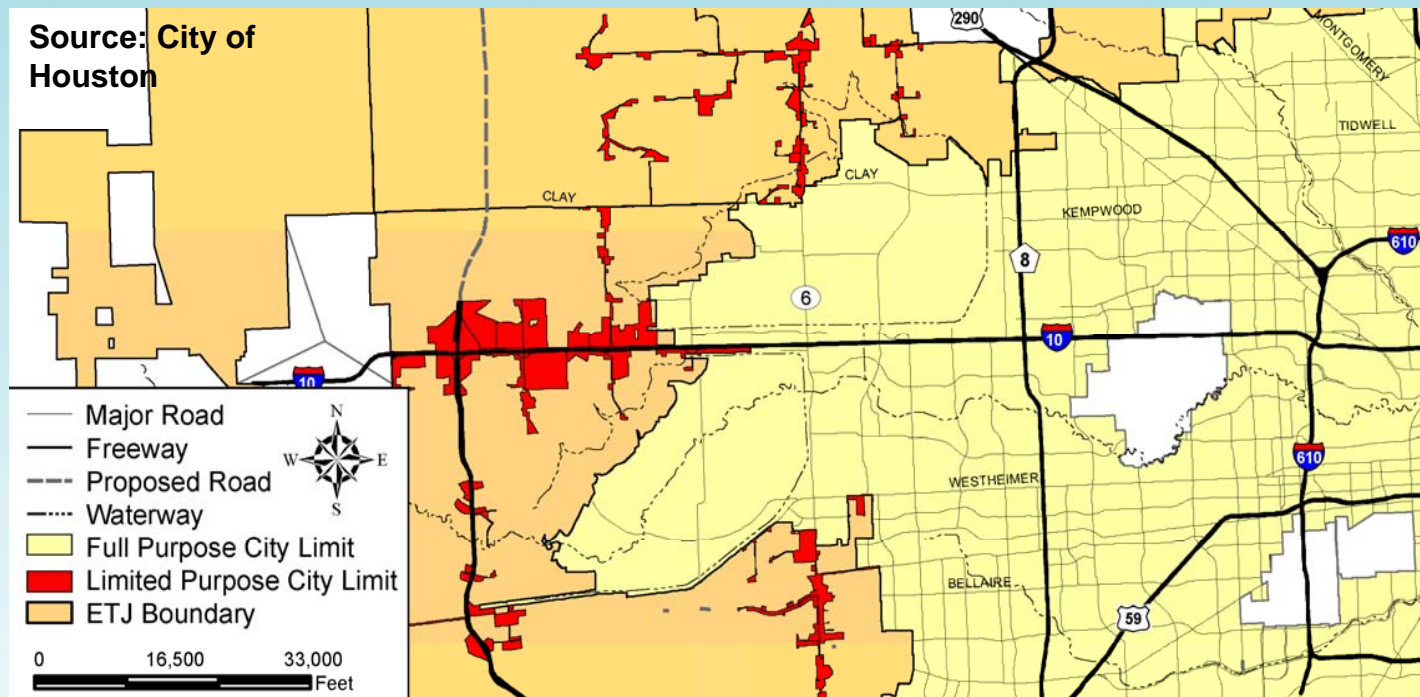 Source: City of
Houston
290
MONTGOMERY
TIDWELL
CLAY
CLAY
KEMPWOOD
610
8
6
10
10
610
WESTHEIMER
BELLAIRE
59
Major Road
Freeway
Proposed Road
Waterway
Full Purpose City Limit
Limited Purpose City Limit
ETJ Boundary
N
W
E
S
0 16,500 33,000
Feet